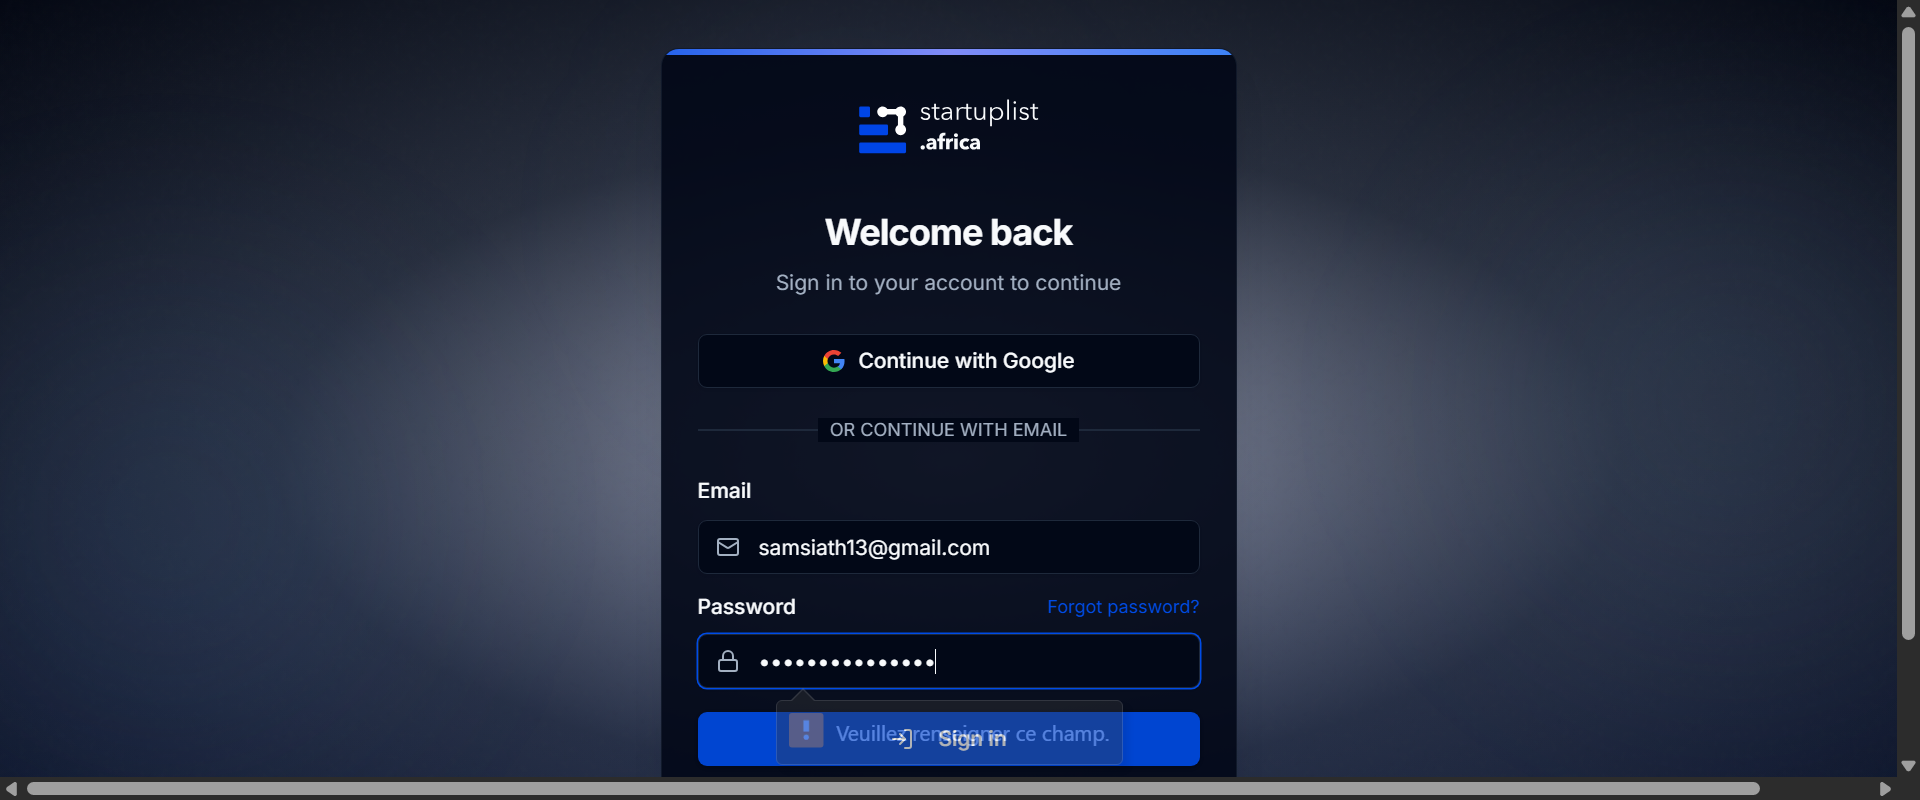 startuplist
.africa
Welcome back
Sign in to your account to continue
Continue with Google
OR CONTINUE WITH EMAIL
Email
samsiath13@gmail.com
Password
Forgot password?
•••••••••••••••
Veuillez renseigner ce champ.
Sign In